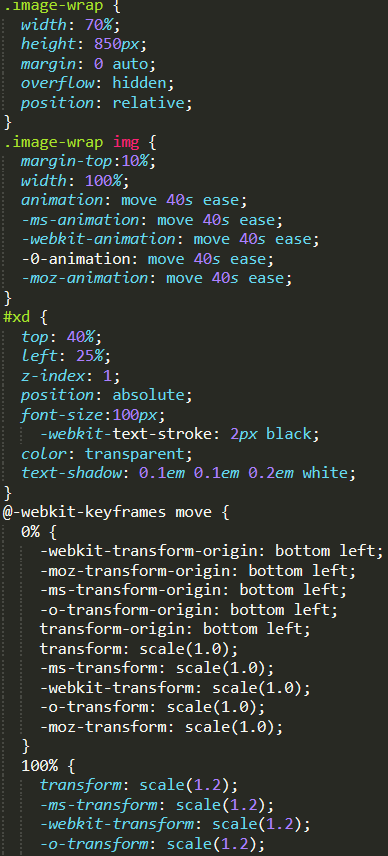 .image-wrap {
width: 70%;
height: 850px;
margin: 0 auto;
overflow: hidden;
position: relative;
}
.image-wrap img {
margin-top:10%;
width: 100%;
animation: move 40s ease;
-ms-animation: move 40s ease;
-webkit-animation: move 40s ease;
-0-animation: move 40s ease;
-moz-animation: move 40s ease;
}
#xd {
top: 40%;
left: 25%;
z-index: 1;
position: absolute;
font-size:100px;
-webkit-text-stroke: 2px black;
color: transparent;
text-shadow: 0.1em 0.1em 0.2em white;
}
@-webkit-keyframes move {
0% {
-webkit-transform-origin: bottom left;
-moz-transform-origin: bottom left;
-ms-transform-origin: bottom left;
-o-transform-origin: bottom left;
transform-origin: bottom left;
transform: scale(1.0);
-ms-transform: scale(1.0);
-webkit-transform: scale(1.0);
-o-transform: scale(1.0);
-moz-transform: scale(1.0);
}
100% {
transform: scale(1.2);
-ms-transform: scale(1.2);
-webkit-transform: scale(1.2);
-o-transform: scale(1.2);